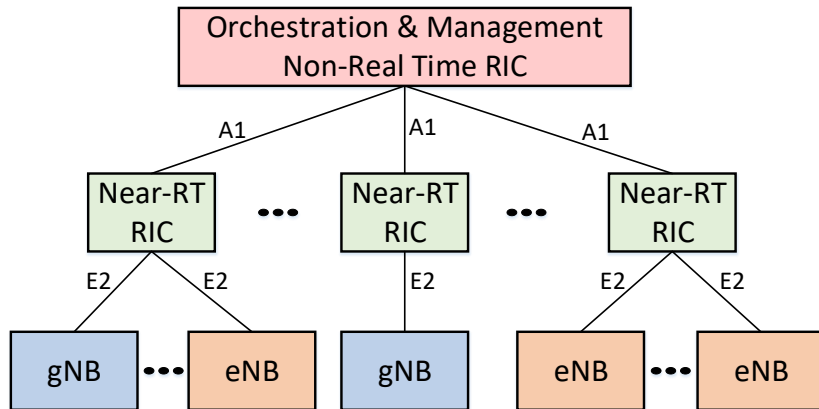 Orchestration & Management
Non-Real Time RIC
A1
A1
A1
Near-RT
RIC
Near-RT
RIC
Near-RT
RIC
E2
E2
E2
E2
E2
gNB
eNB
gNB
eNB
eNB